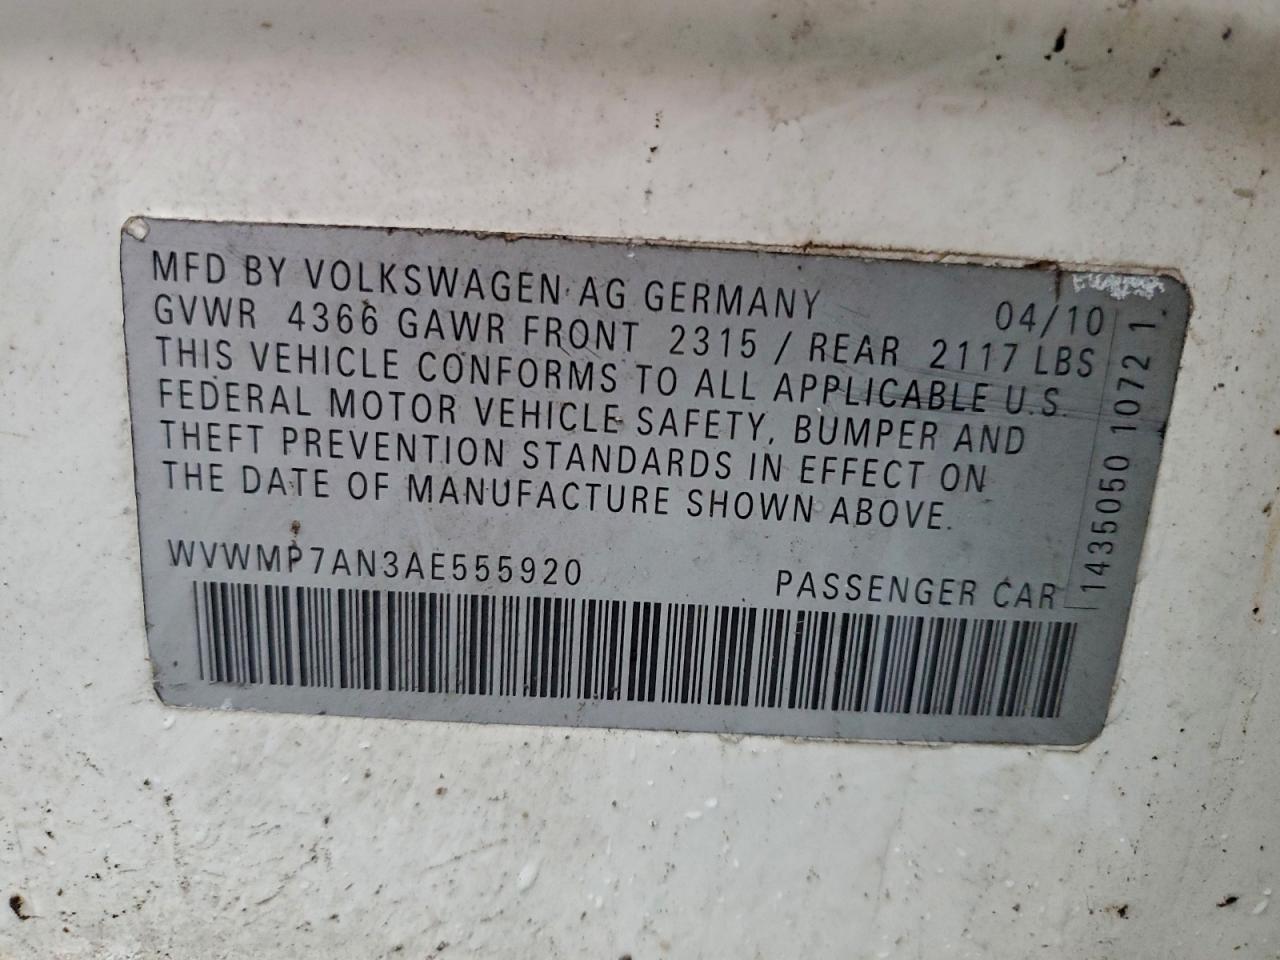 MFD BY VOLKSWAGEN AG GERMANY 04/10
GVWR 4366 GAWR FRONT 2315 / REAR 2117 LBS
THIS VEHICLE CONFORMS TO ALL APPLICABLE U.S.
FEDERAL MOTOR VEHICLE SAFETY, BUMPER AND
THEFT PREVENTION STANDARDS IN EFFECT ON
THE DATE OF MANUFACTURE SHOWN ABOVE.
WVWMP7AN3AE555920 PASSENGER CAR
1435050 1072 1.